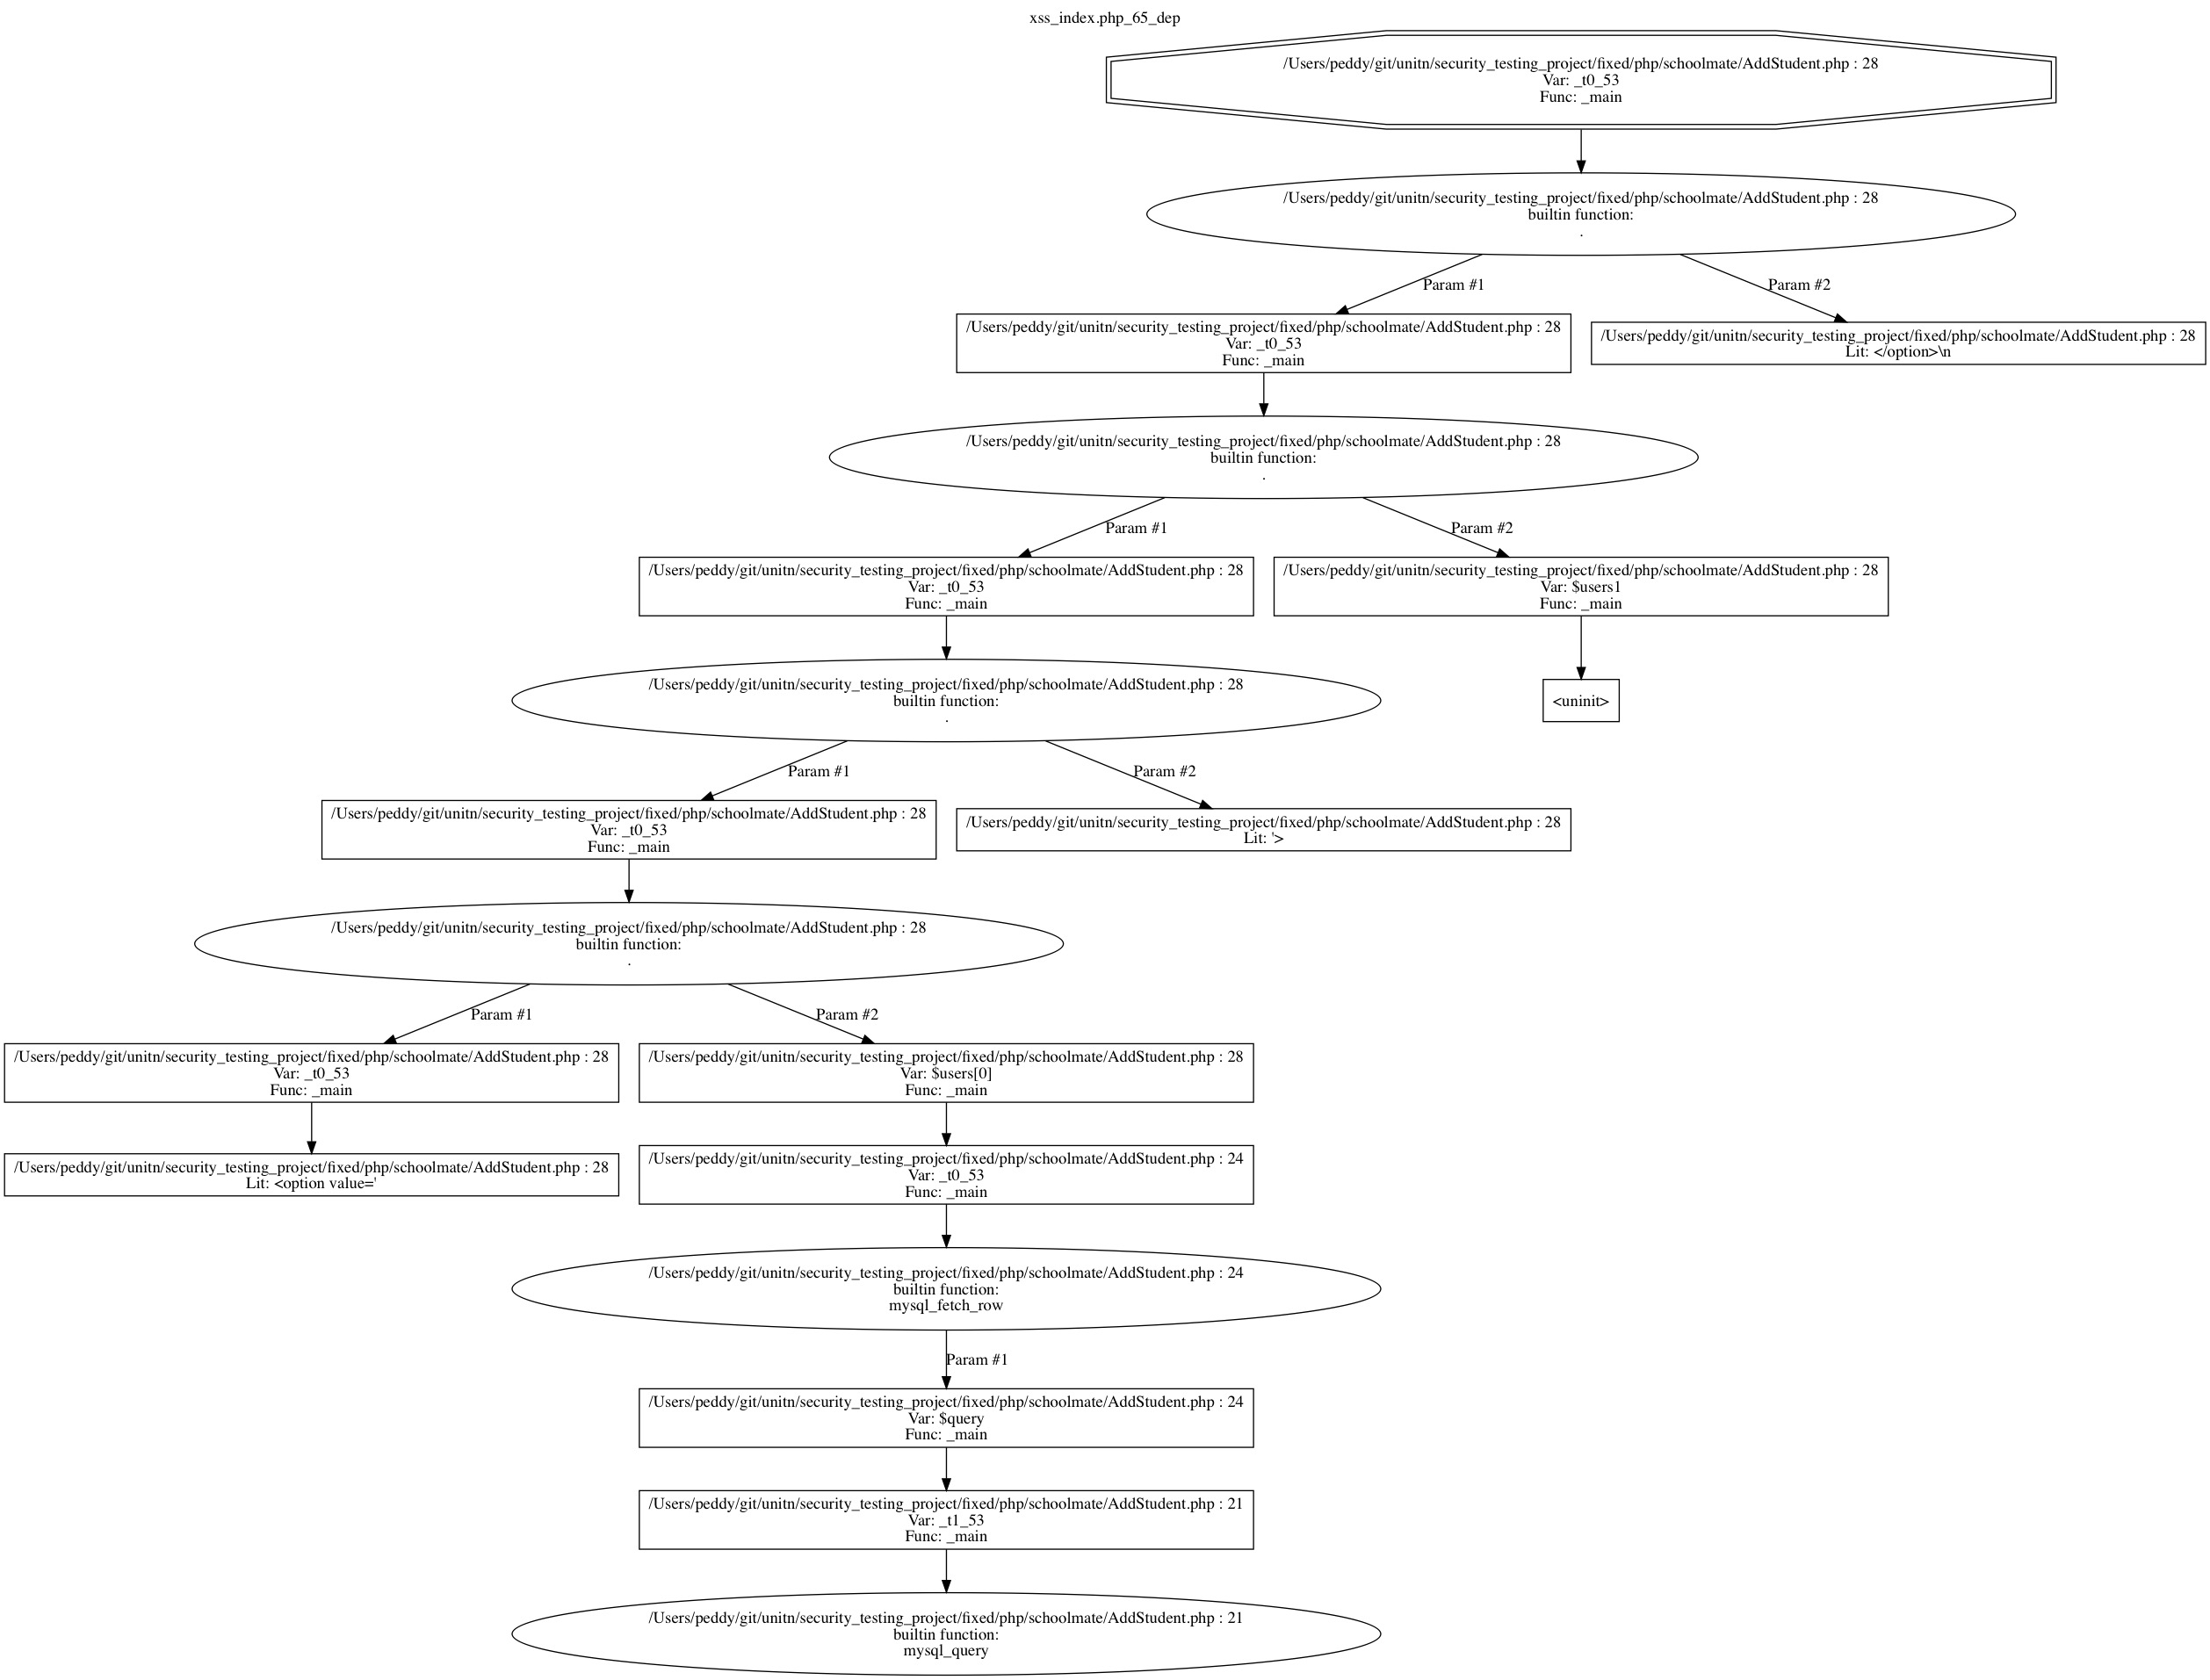 xss_index.php_65_dep
/Users/peddy/git/unitn/security_testing_project/fixed/php/schoolmate/AddStudent.php : 28
Var: _t0_53
Func: _main
/Users/peddy/git/unitn/security_testing_project/fixed/php/schoolmate/AddStudent.php : 28
builtin function:
.
Param #1
Param #2
/Users/peddy/git/unitn/security_testing_project/fixed/php/schoolmate/AddStudent.php : 28
Var: _t0_53
Func: _main
/Users/peddy/git/unitn/security_testing_project/fixed/php/schoolmate/AddStudent.php : 28
Lit: </option>\n
/Users/peddy/git/unitn/security_testing_project/fixed/php/schoolmate/AddStudent.php : 28
builtin function:
.
Param #1
Param #2
/Users/peddy/git/unitn/security_testing_project/fixed/php/schoolmate/AddStudent.php : 28
Var: _t0_53
Func: _main
/Users/peddy/git/unitn/security_testing_project/fixed/php/schoolmate/AddStudent.php : 28
Var: $users1
Func: _main
/Users/peddy/git/unitn/security_testing_project/fixed/php/schoolmate/AddStudent.php : 28
builtin function:
.
<uninit>
Param #1
Param #2
/Users/peddy/git/unitn/security_testing_project/fixed/php/schoolmate/AddStudent.php : 28
Var: _t0_53
Func: _main
/Users/peddy/git/unitn/security_testing_project/fixed/php/schoolmate/AddStudent.php : 28
Lit: '>
/Users/peddy/git/unitn/security_testing_project/fixed/php/schoolmate/AddStudent.php : 28
builtin function:
.
Param #1
Param #2
/Users/peddy/git/unitn/security_testing_project/fixed/php/schoolmate/AddStudent.php : 28
Var: _t0_53
Func: _main
/Users/peddy/git/unitn/security_testing_project/fixed/php/schoolmate/AddStudent.php : 28
Var: $users[0]
Func: _main
/Users/peddy/git/unitn/security_testing_project/fixed/php/schoolmate/AddStudent.php : 28
Lit: <option value='
/Users/peddy/git/unitn/security_testing_project/fixed/php/schoolmate/AddStudent.php : 24
Var: _t0_53
Func: _main
/Users/peddy/git/unitn/security_testing_project/fixed/php/schoolmate/AddStudent.php : 24
builtin function:
mysql_fetch_row
Param #1
/Users/peddy/git/unitn/security_testing_project/fixed/php/schoolmate/AddStudent.php : 24
Var: $query
Func: _main
/Users/peddy/git/unitn/security_testing_project/fixed/php/schoolmate/AddStudent.php : 21
Var: _t1_53
Func: _main
/Users/peddy/git/unitn/security_testing_project/fixed/php/schoolmate/AddStudent.php : 21
builtin function:
mysql_query